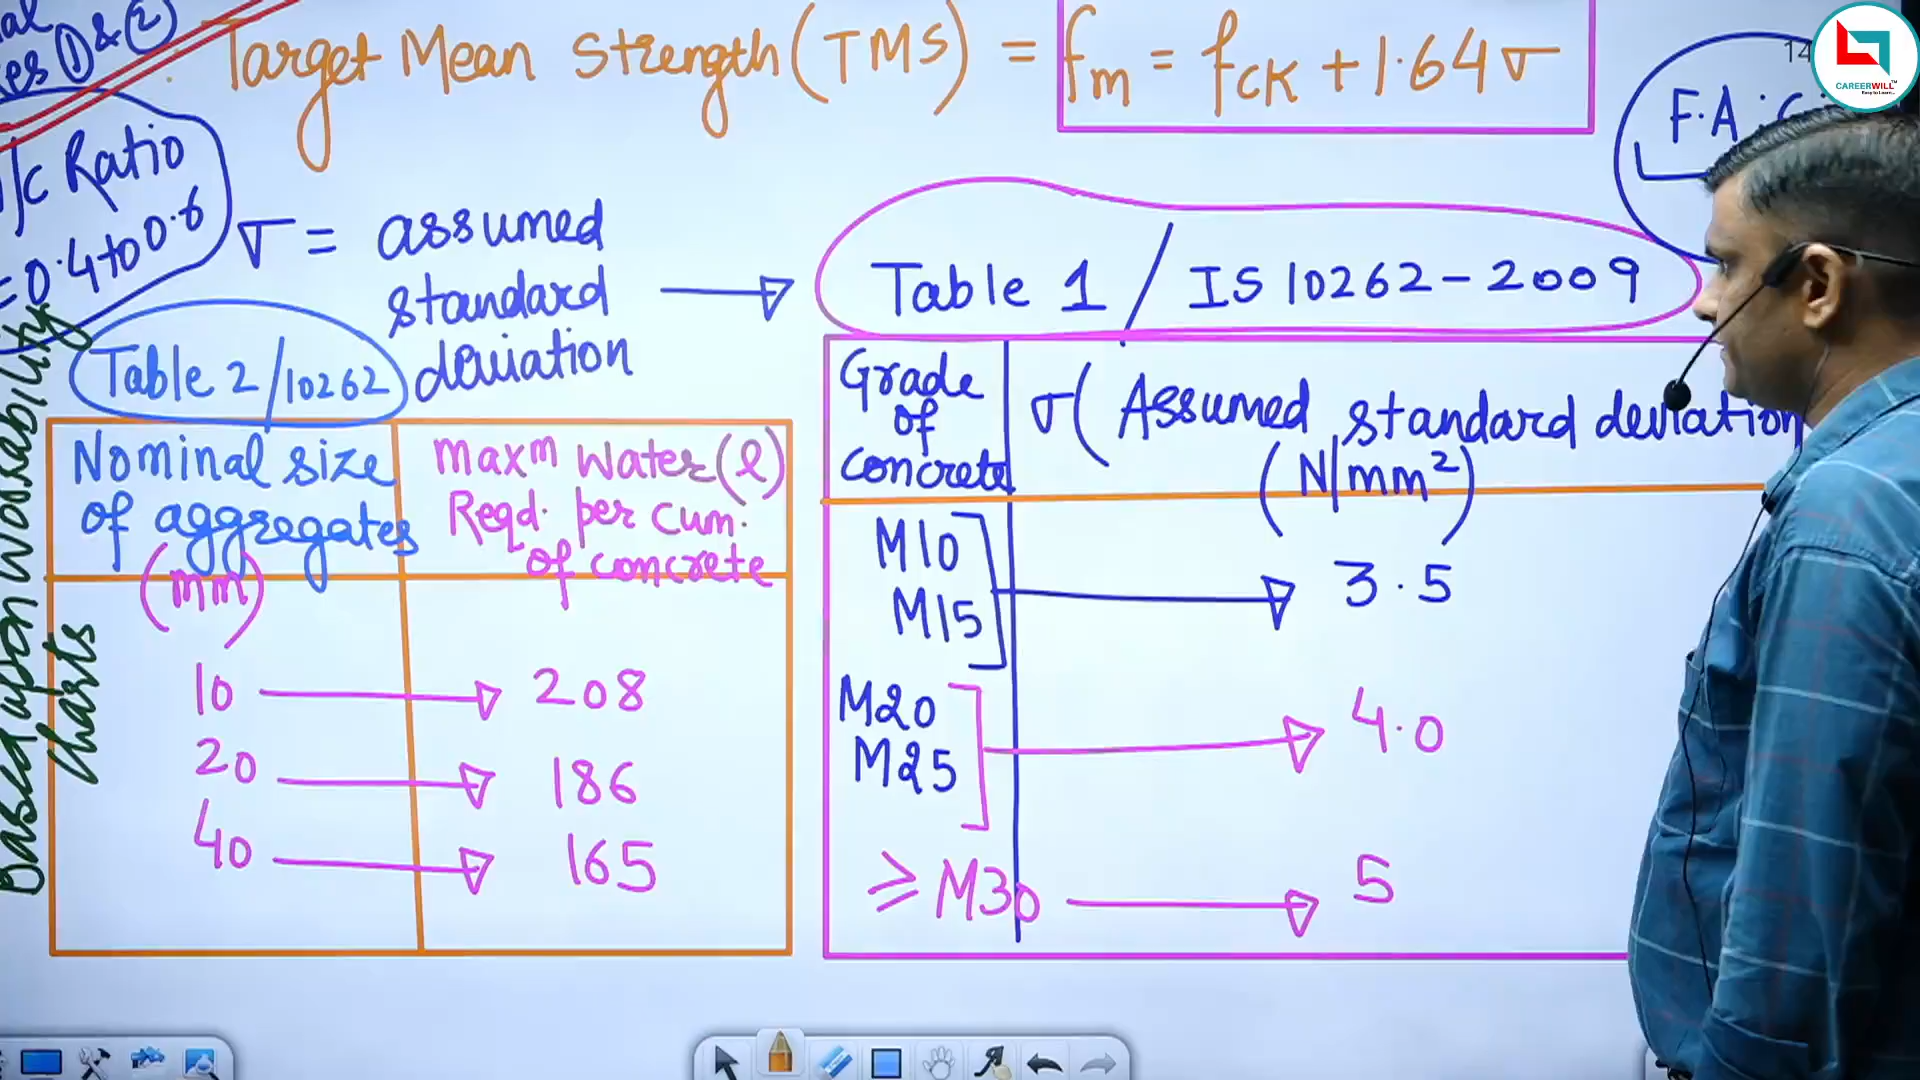 Target Mean Strength (TMS) = fm = fck + 1.64σ
& ②
① &
/c Ratio
= 0.4 to 0.6
F.A :
14
CAREERWILL
σ = assumed
standard
deviation
Table 1 / IS 10262-2009
Table 2/10262
Nominal size
of aggregates
(mm)
maxm water (l)
Reqd. per cum.
of concrete
10 → 208
20 → 186
40 → 165
Based upon workability
charts
Grade
of
concrete
σ ( Assumed standard deviation
(N/mm²)
M10
M15
3.5
M20
M25
4.0
≥ M30 → 5